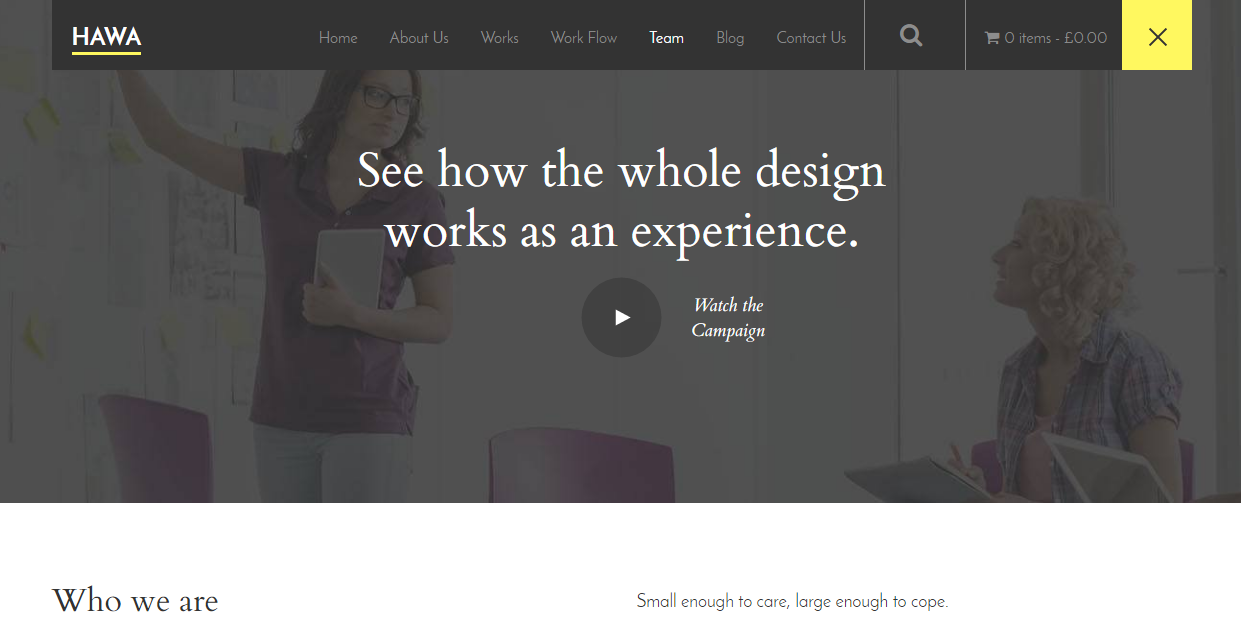 HAWA
Home About Us Works Work Flow Team Blog Contact Us 0 items - £0.00
See how the whole design
works as an experience.
Watch the
Campaign
Who we are
Small enough to care, large enough to cope.